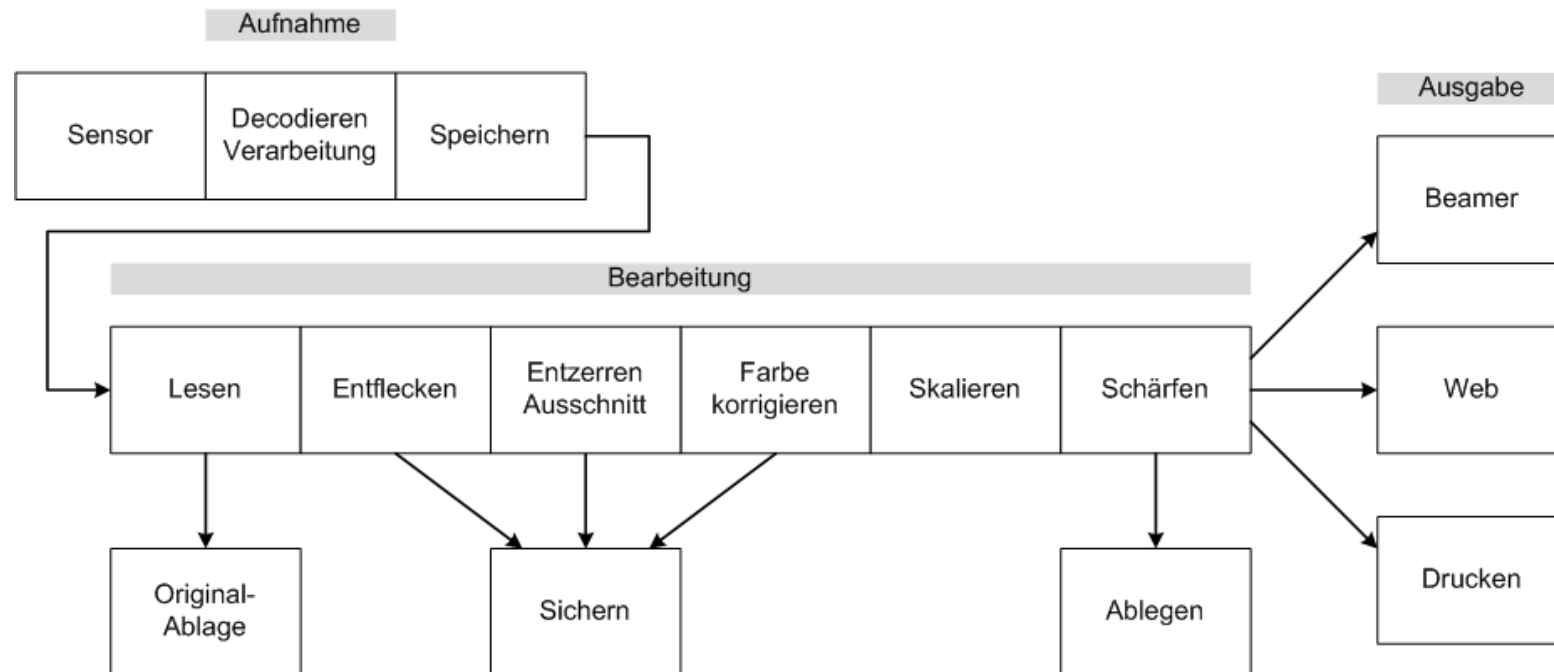 Aufnahme
Sensor
Decodieren
Verarbeitung
Speichern
Ausgabe
Beamer
Bearbeitung
Lesen
Entflecken
Entzerren
Ausschnitt
Farbe
korrigieren
Skalieren
Schärfen
Web
Original-
Ablage
Sichern
Ablegen
Drucken